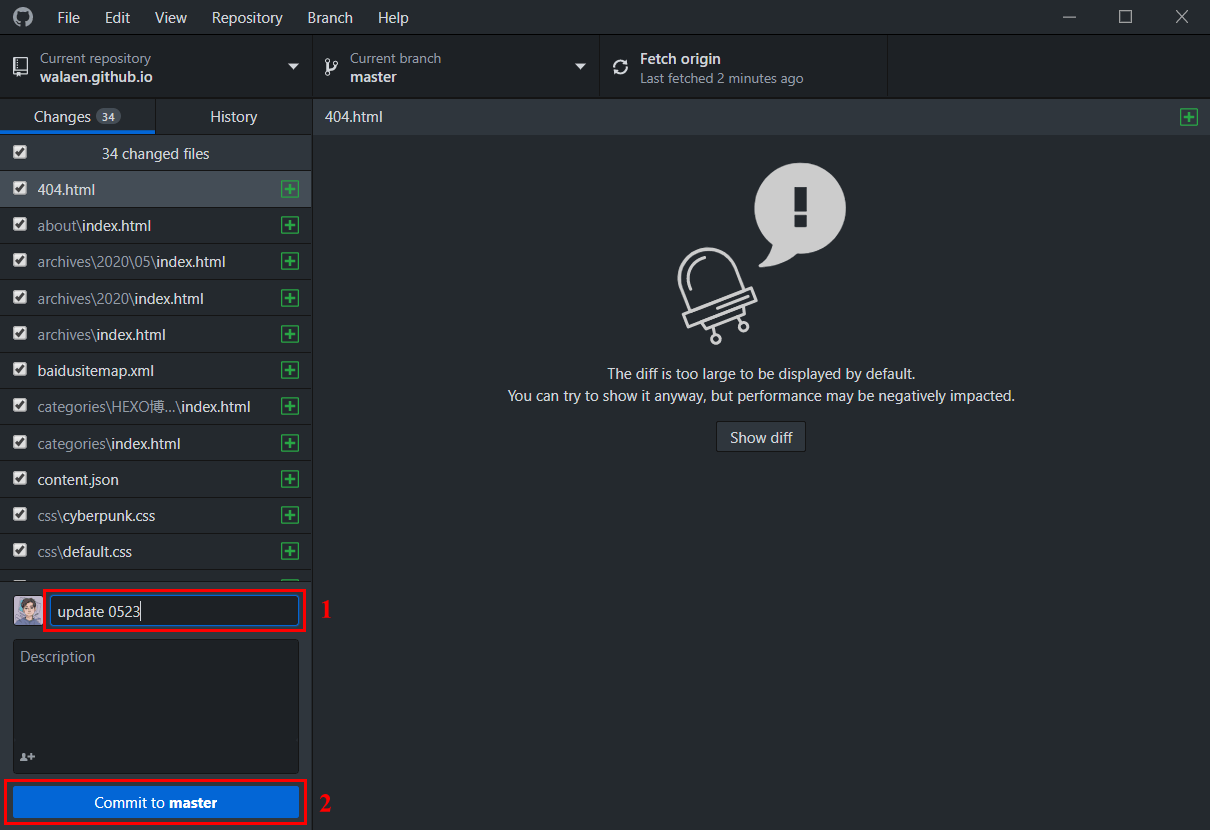 File Edit View Repository Branch Help
Current repository
walaen.github.io
Current branch
master
Fetch origin
Last fetched 2 minutes ago
Changes 34
History
404.html
34 changed files
404.html
about\index.html
archives\2020\05\index.html
archives\2020\index.html
archives\index.html
baidusitemap.xml
categories\HEXO博...\index.html
categories\index.html
content.json
css\cyberpunk.css
css\default.css
The diff is too large to be displayed by default.
You can try to show it anyway, but performance may be negatively impacted.
Show diff
update 0523
1
Description
Commit to master
2